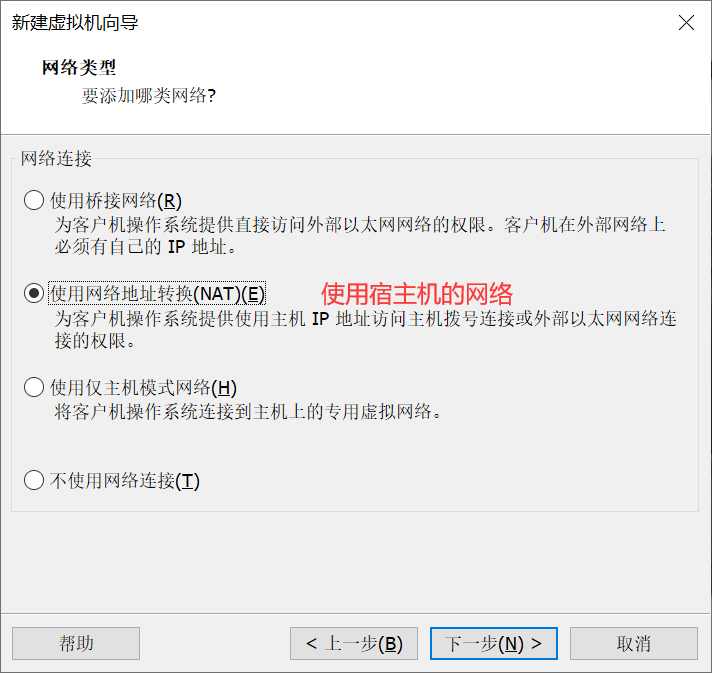 新建虚拟机向导
网络类型
要添加哪类网络?
网络连接
使用桥接网络(R)
为客户机操作系统提供直接访问外部以太网网络的权限。客户机在外部网络上
必须有自己的 IP 地址。
使用网络地址转换(NAT)(E) 使用宿主机的网络
为客户机操作系统提供使用主机 IP 地址访问主机拨号连接或外部以太网网络连
接的权限。
使用仅主机模式网络(H)
将客户机操作系统连接到主机上的专用虚拟网络。
不使用网络连接(T)
帮助 < 上一步(B) 下一步(N) > 取消